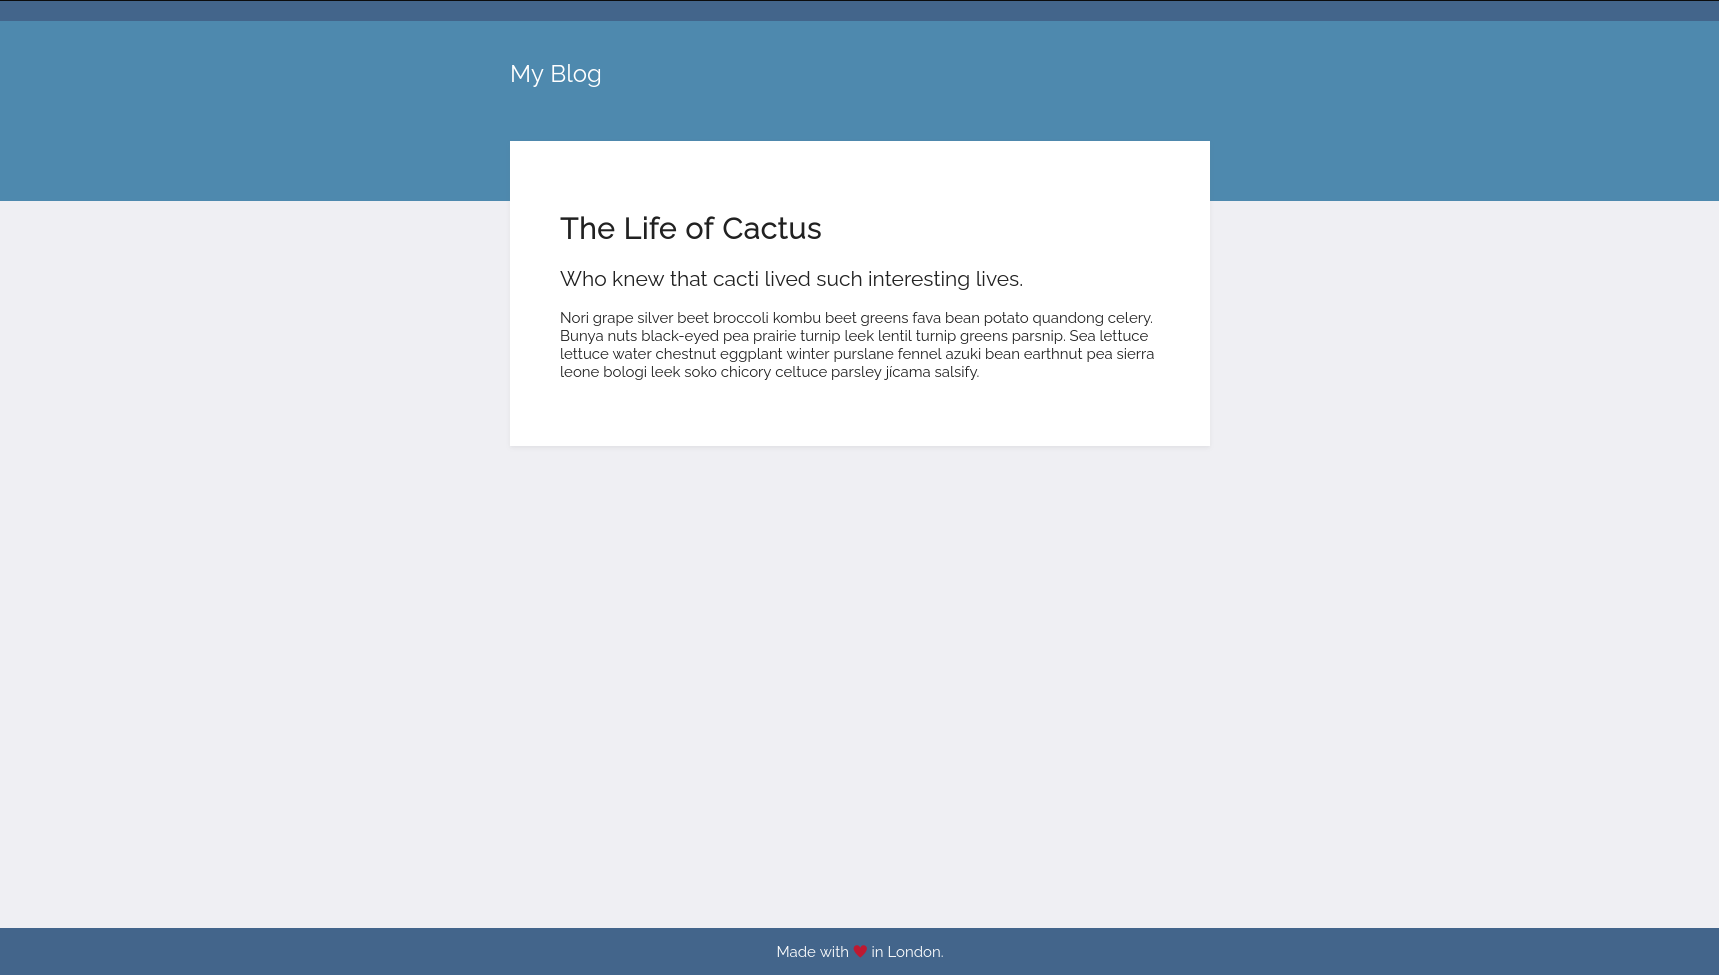 My Blog
The Life of Cactus
Who knew that cacti lived such interesting lives.
Nori grape silver beet broccoli kombu beet greens fava bean potato quandong celery.
Bunya nuts black-eyed pea prairie turnip leek lentil turnip greens parsnip. Sea lettuce
lettuce water chestnut eggplant winter purslane fennel azuki bean earthnut pea sierra
leone bologi leek soko chicory celtuce parsley jícama salsify.
Made with ♥ in London.